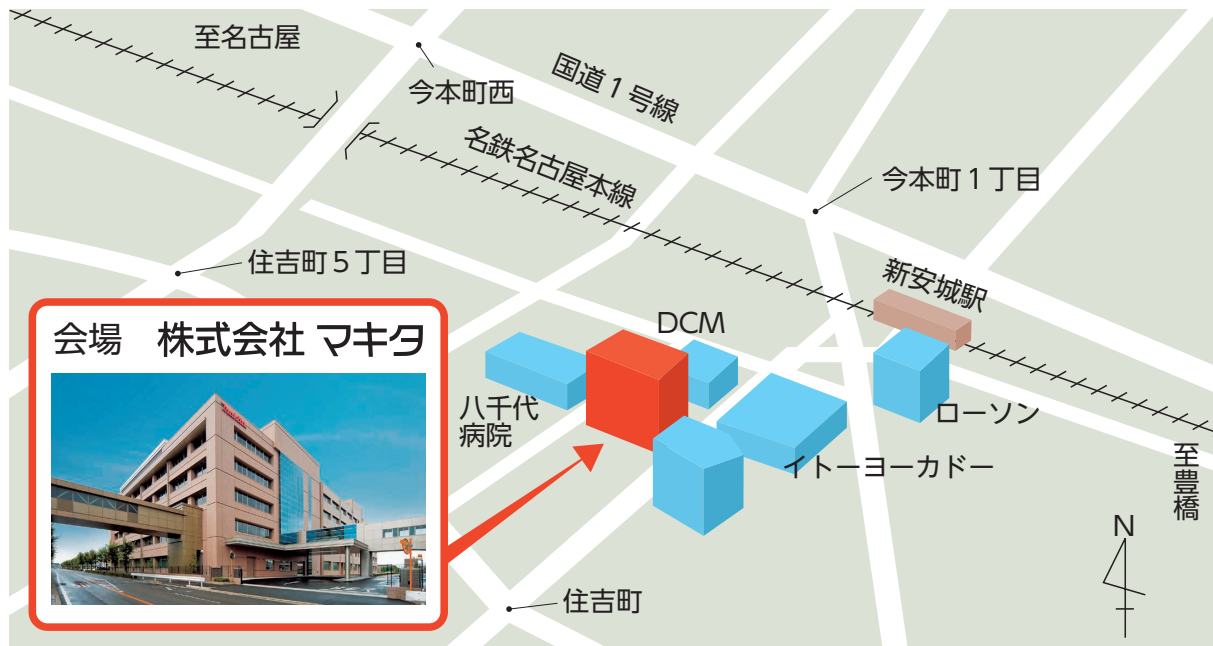 至名古屋
今本町西
国道1号線
名鉄名古屋本線
今本町1丁目
住吉町5丁目
新安城駅
会場　株式会社 マキタ
DCM
八千代
病院
ローソン
イトーヨーカドー
至豊橋
N
住吉町